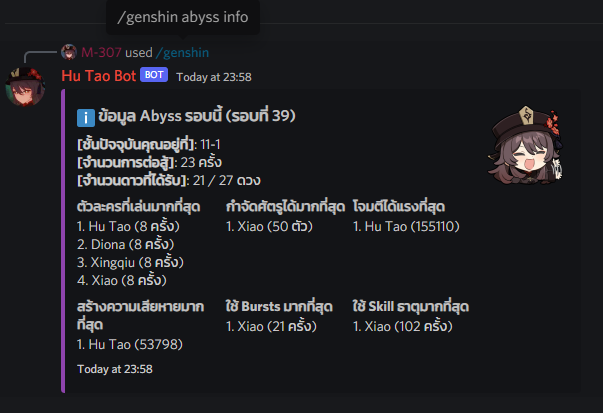 /genshin abyss info
M-307 used /genshin
Hu Tao Bot BOT Today at 23:58
ข้อมูล Abyss รอบนี้ (รอบที่ 39)
[ชั้นปัจจุบันคุณอยู่ที่]: 11-1
[จำนวนการต่อสู้]: 23 ครั้ง
[จำนวนดาวที่ได้รับ]: 21 / 27 ดวง
ตัวละครที่เล่นมากที่สุด
1. Hu Tao (8 ครั้ง)
2. Diona (8 ครั้ง)
3. Xingqiu (8 ครั้ง)
4. Xiao (8 ครั้ง)
กำจัดศัตรูได้มากที่สุด
1. Xiao (50 ตัว)
โจมตีได้แรงที่สุด
1. Hu Tao (155110)
สร้างความเสียหายมาก
ที่สุด
1. Hu Tao (53798)
ใช้ Bursts มากที่สุด
1. Xiao (21 ครั้ง)
ใช้ Skill ธาตุมากที่สุด
1. Xiao (102 ครั้ง)
Today at 23:58